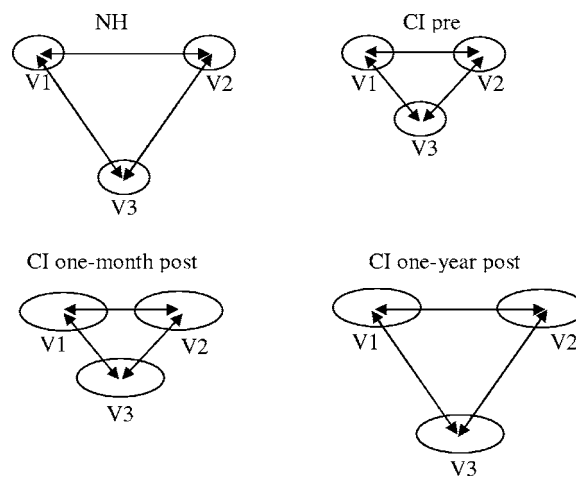 NH
CI pre
V1
V2
V1
V2
V3
V3
CI one-month post
CI one-year post
V1
V2
V1
V2
V3
V3